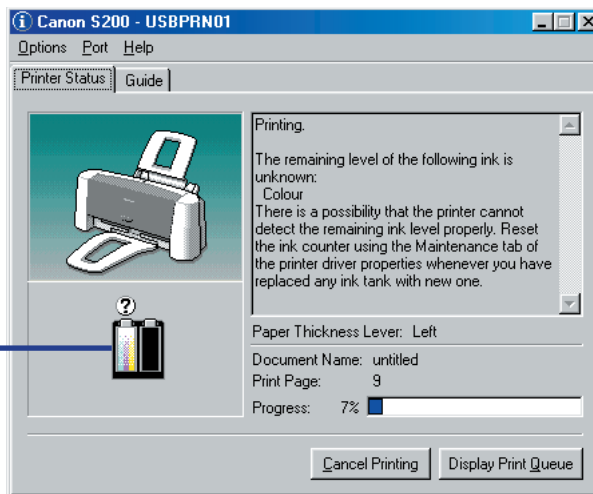 Canon S200 - USBPRN01
Options Port Help
Printer Status Guide
Printing.
The remaining level of the following ink is
unknown:
Colour
There is a possibility that the printer cannot
detect the remaining ink level properly. Reset
the ink counter using the Maintenance tab of
the printer driver properties whenever you have
replaced any ink tank with new one.
?
Paper Thickness Lever: Left
Document Name: untitled
Print Page: 9
Progress: 7%
Cancel Printing Display Print Queue